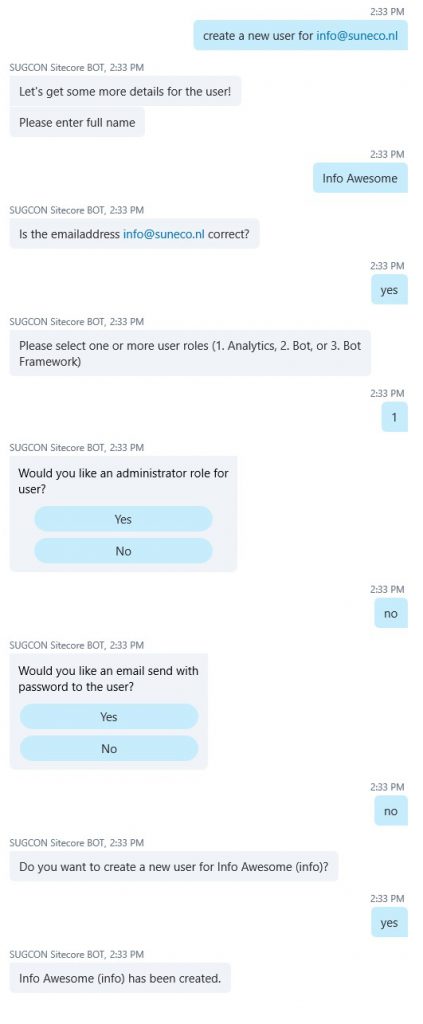 2:33 PM
create a new user for info@suneco.nl
SUGCON Sitecore BOT, 2:33 PM
Let's get some more details for the user!
Please enter full name
2:33 PM
Info Awesome
SUGCON Sitecore BOT, 2:33 PM
Is the emailaddress info@suneco.nl correct?
2:33 PM
yes
SUGCON Sitecore BOT, 2:33 PM
Please select one or more user roles (1. Analytics, 2. Bot, or 3. Bot
Framework)
2:33 PM
1
SUGCON Sitecore BOT, 2:33 PM
Would you like an administrator role for
user?
Yes
No
2:33 PM
no
SUGCON Sitecore BOT, 2:33 PM
Would you like an email send with
password to the user?
Yes
No
2:33 PM
no
SUGCON Sitecore BOT, 2:33 PM
Do you want to create a new user for Info Awesome (info)?
2:33 PM
yes
SUGCON Sitecore BOT, 2:33 PM
Info Awesome (info) has been created.